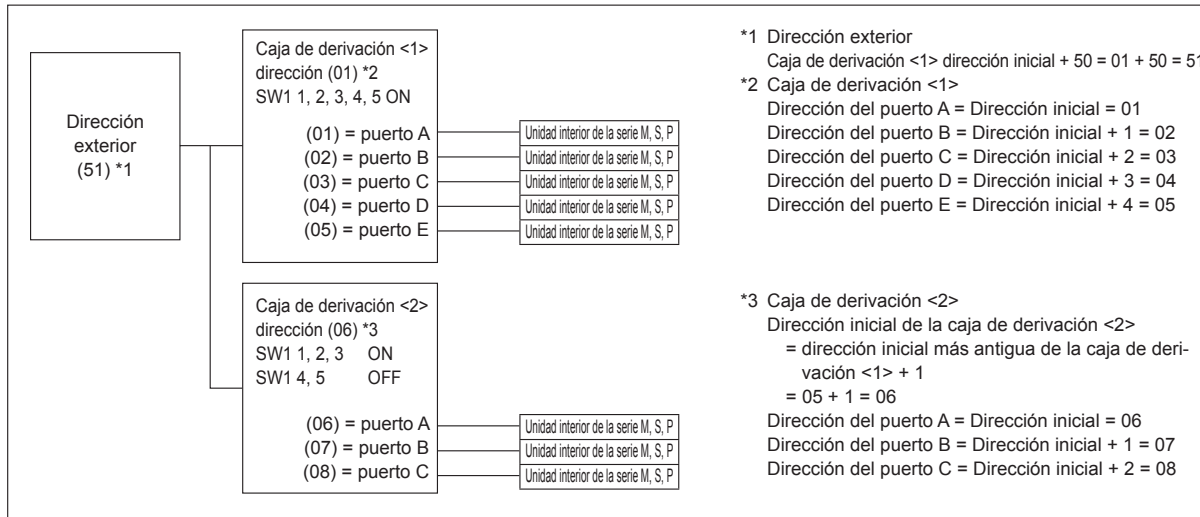 Dirección
exterior
(51) *1
Caja de derivación <1>
dirección (01) *2
SW1 1, 2, 3, 4, 5 ON
(01) = puerto A
(02) = puerto B
(03) = puerto C
(04) = puerto D
(05) = puerto E
Unidad interior de la serie M, S, P
Unidad interior de la serie M, S, P
Unidad interior de la serie M, S, P
Unidad interior de la serie M, S, P
Unidad interior de la serie M, S, P
Caja de derivación <2>
dirección (06) *3
SW1 1, 2, 3 ON
SW1 4, 5 OFF
(06) = puerto A
(07) = puerto B
(08) = puerto C
Unidad interior de la serie M, S, P
Unidad interior de la serie M, S, P
Unidad interior de la serie M, S, P
*1 Dirección exterior
Caja de derivación <1> dirección inicial + 50 = 01 + 50 = 51
*2 Caja de derivación <1>
Dirección del puerto A = Dirección inicial = 01
Dirección del puerto B = Dirección inicial + 1 = 02
Dirección del puerto C = Dirección inicial + 2 = 03
Dirección del puerto D = Dirección inicial + 3 = 04
Dirección del puerto E = Dirección inicial + 4 = 05
*3 Caja de derivación <2>
Dirección inicial de la caja de derivación <2>
= dirección inicial más antigua de la caja de deri-
vación <1> + 1
= 05 + 1 = 06
Dirección del puerto A = Dirección inicial = 06
Dirección del puerto B = Dirección inicial + 1 = 07
Dirección del puerto C = Dirección inicial + 2 = 08